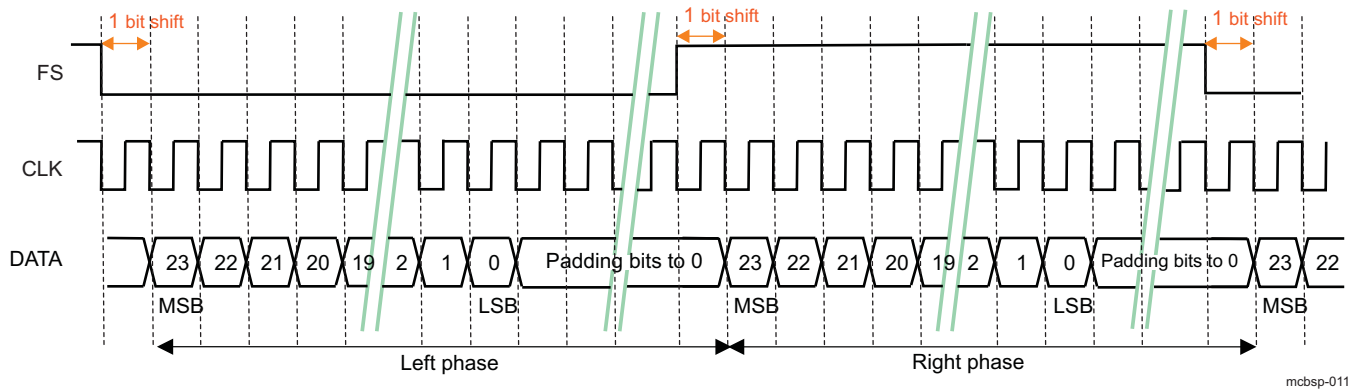 1 bit shift 1 bit shift 1 bit shift
FS
CLK
DATA 23 22 21 20 19 2 1 0 Padding bits to 0 23 22 21 20 19 2 1 0 Padding bits to 0 23 22
MSB LSB MSB LSB MSB
Left phase Right phase
mcbsp-011